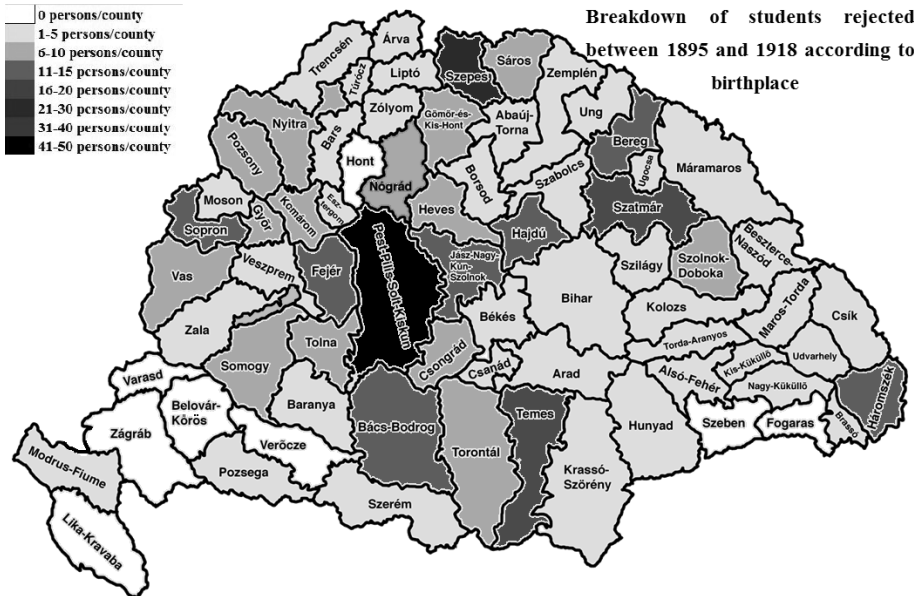 0 persons/county
1-5 persons/county
6-10 persons/county
11-15 persons/county
16-20 persons/county
21-30 persons/county
31-40 persons/county
41-50 persons/county
Breakdown of students rejected
between 1895 and 1918 according to
birthplace
Árva
Trencsén
Túrócz
Liptó
Szepes
Sáros
Zemplén
Nyitra
Bars
Zólyom
Gömör-és-
Kis-Hont
Abaúj-
Torna
Ung
Bereg
Ugocsa
Máramaros
Pozsony
Hont
Nógrád
Borsod
Szabolcs
Szatmár
Moson
Sopron
Győr
Komárom
Esz-
tergom
Heves
Hajdú
Pest-Pilis-Solt-Kiskun
Jász-Nagy-
Kun-
Szolnok
Szilágy
Szolnok-
Doboka
Besztercze-
Naszód
Vas
Veszprem
Fejér
Bihar
Kolozs
Maros-Torda
Csík
Zala
Békés
Torda-Aranyos
Somogy
Tolna
Csongrád
Csanád
Arad
Alsó-Fehér
Kis-Küküllő
Udvarhely
Nagy-Küküllő
Háromszék
Varasd
Belovár-
Körös
Baranya
Bács-Bodrog
Torontál
Temes
Hunyad
Szeben
Fogaras
Brassó
Zágráb
Verőcze
Krassó-
Szörény
Modrus-Fiume
Pozsega
Szerém
Lika-Kravaba